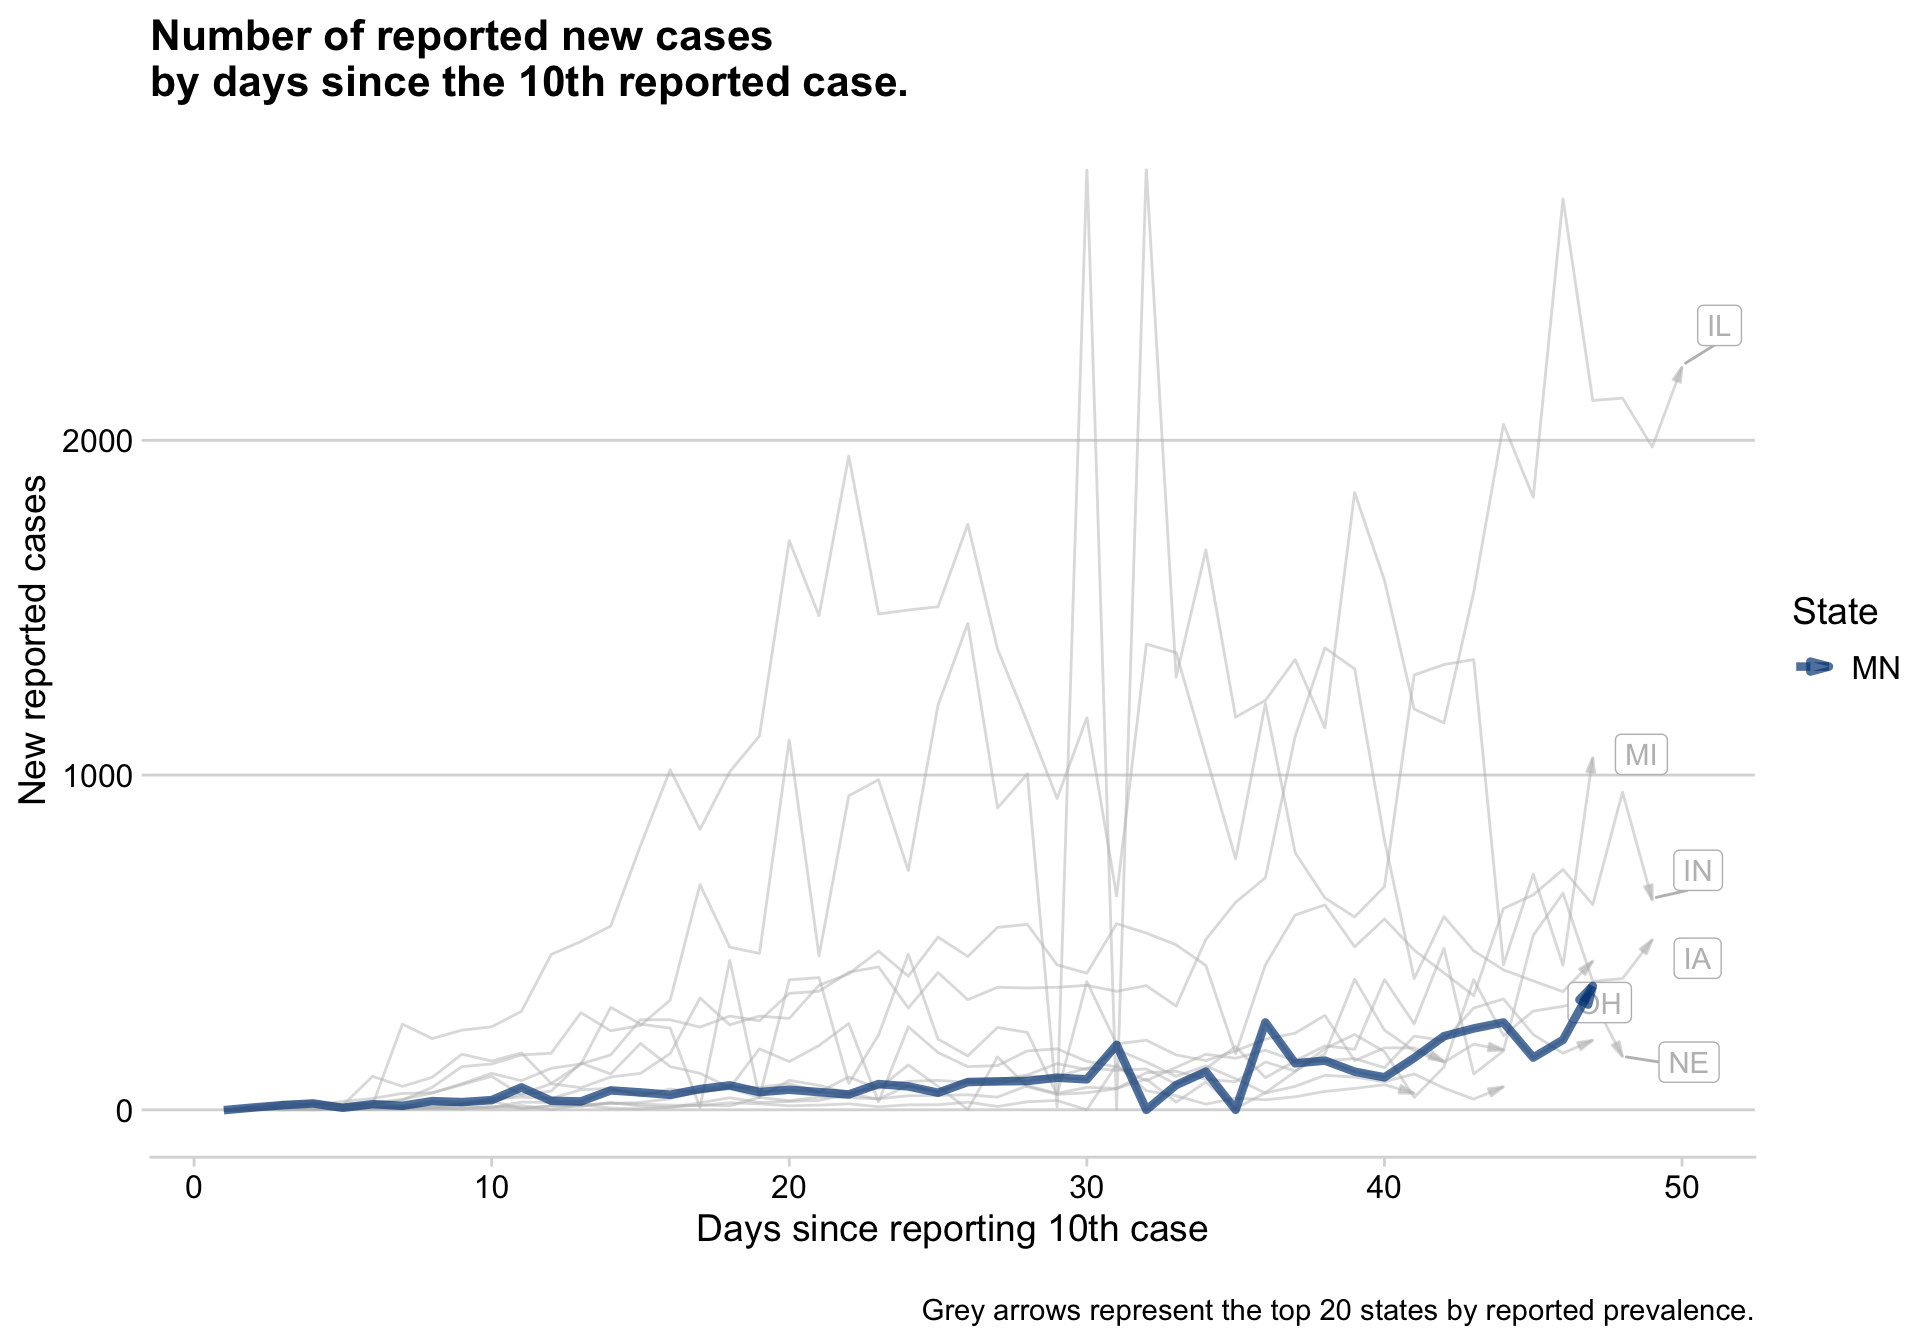 Number of reported new cases
by days since the 10th reported case.
New reported cases
2000
1000
0
0 10 20 30 40 50
Days since reporting 10th case
IL
MI
IN
IA
OH
NE
State
MN
Grey arrows represent the top 20 states by reported prevalence.